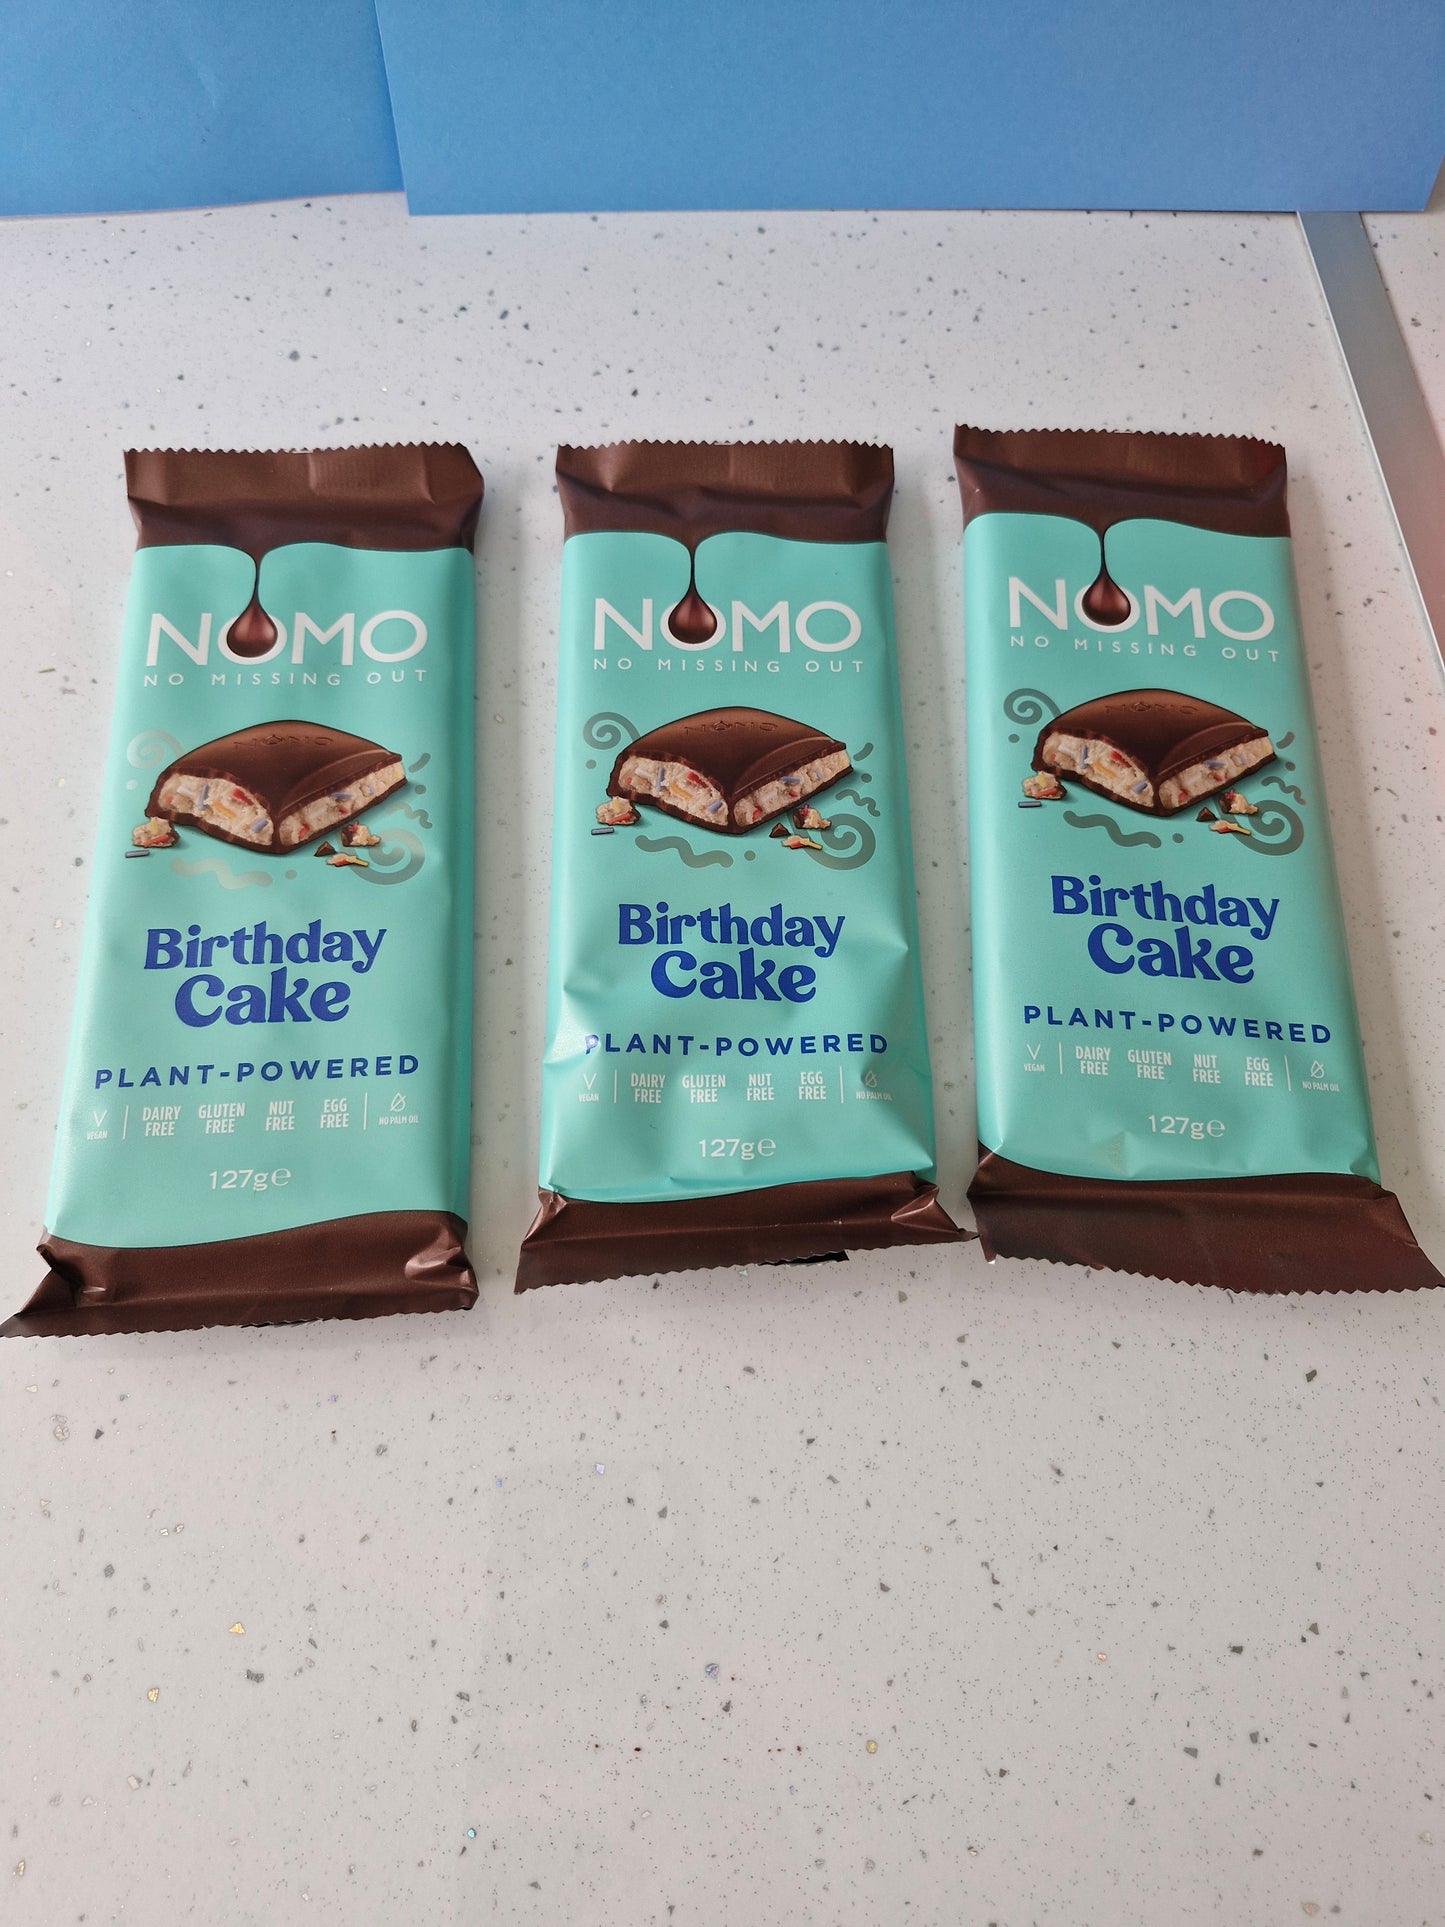 NOMO
NO MISSING OUT
NOMO
Birthday
Cake
PLANT-POWERED
V
VEGAN
DAIRY
FREE
GLUTEN
FREE
NUT
FREE
EGG
FREE
NO PALM OIL
127g℮
NOMO
NO MISSING OUT
NOMO
Birthday
Cake
PLANT-POWERED
V
VEGAN
DAIRY
FREE
GLUTEN
FREE
NUT
FREE
EGG
FREE
NO PALM OIL
127g℮
NOMO
NO MISSING OUT
NOMO
Birthday
Cake
PLANT-POWERED
V
VEGAN
DAIRY
FREE
GLUTEN
FREE
NUT
FREE
EGG
FREE
NO PALM OIL
127g℮